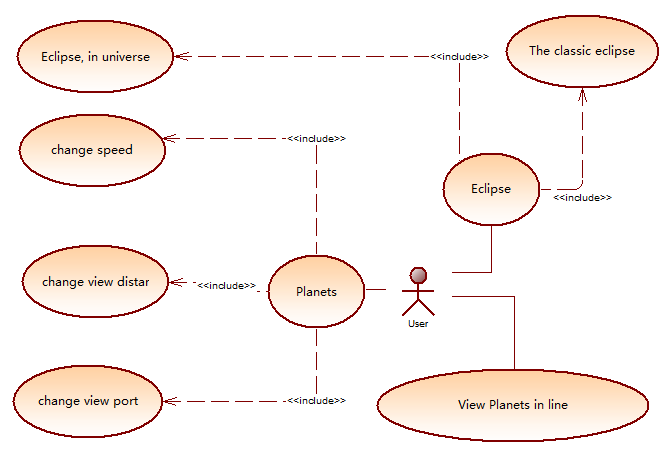 Eclipse, in universe
<<include>>
The classic eclipse
change speed
<<include>>
Eclipse
<<include>>
change view distar
<<include>>
Planets
User
change view port
<<include>>
View Planets in line